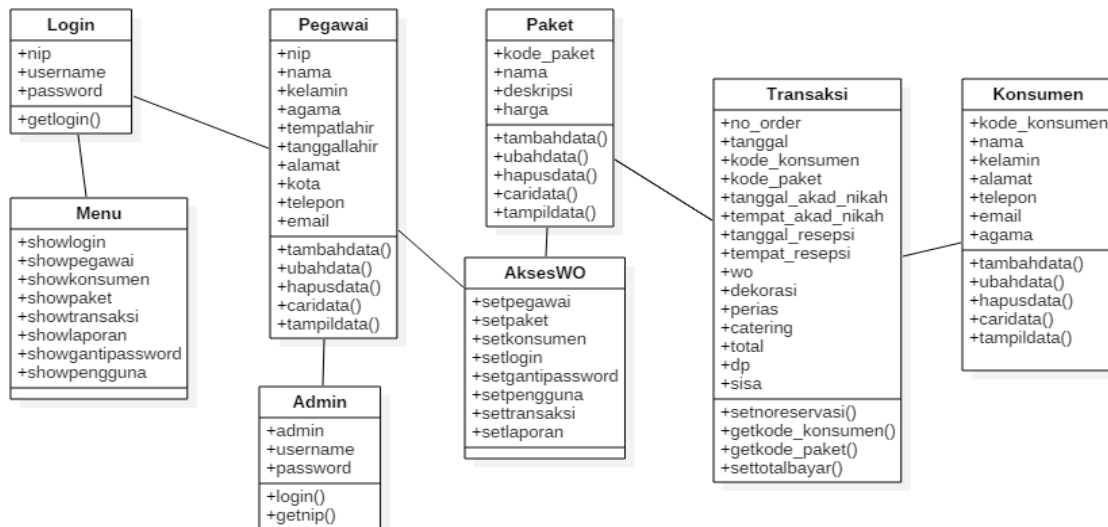 Login
+nip
+username
+password
+getlogin()
Menu
+showlogin
+showpegawai
+showkonsumen
+showpaket
+showtransaksi
+showlaporan
+showgantipassword
+showpengguna
Pegawai
+nip
+nama
+kelamin
+agama
+tempatlahir
+tanggallahir
+alamat
+kota
+telepon
+email
+tambahdata()
+ubahdata()
+hapusdata()
+caridata()
+tampildata()
Admin
+admin
+username
+password
+login()
+getnip()
Paket
+kode_paket
+nama
+deskripsi
+harga
+tambahdata()
+ubahdata()
+hapusdata()
+caridata()
+tampildata()
AksesWO
+setpegawai
+setpaket
+setkonsumen
+setlogin
+setgantipassword
+setpengguna
+settransaksi
+setlaporan
Transaksi
+no_order
+tanggal
+kode_konsumen
+kode_paket
+tanggal_akad_nikah
+tempat_akad_nikah
+tanggal_resepsi
+tempat_resepsi
+wo
+dekorasi
+perias
+catering
+total
+dp
+sisa
+setnoreservasi()
+getkode_konsumen()
+getkode_paket()
+settotalbayar()
Konsumen
+kode_konsumen
+nama
+kelamin
+alamat
+telepon
+email
+agama
+tambahdata()
+ubahdata()
+hapusdata()
+caridata()
+tampildata()